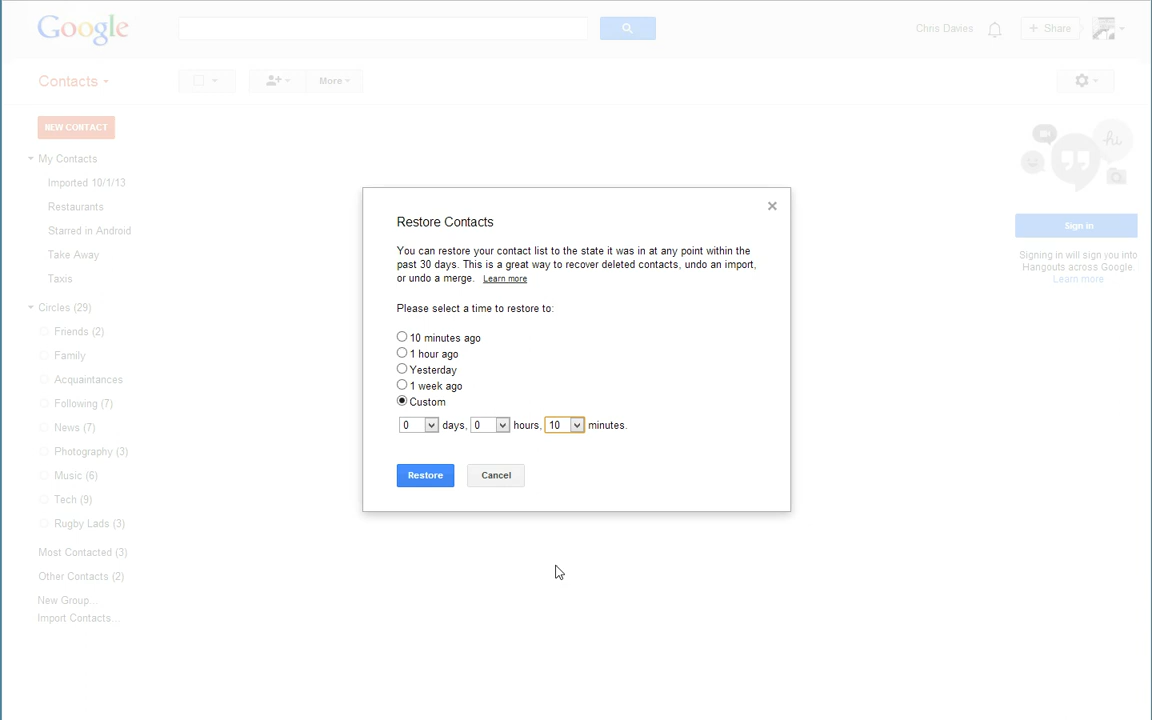 Google
Chris Davies
+ Share
Contacts
More
NEW CONTACT
My Contacts
Imported 10/1/13
Restaurants
Starred in Android
Take Away
Taxis
Circles (29)
Friends (2)
Family
Acquaintances
Following (7)
News (7)
Photography (3)
Music (6)
Tech (9)
Rugby Lads (3)
Most Contacted (3)
Other Contacts (2)
New Group...
Import Contacts...
Restore Contacts
You can restore your contact list to the state it was in at any point within the
past 30 days. This is a great way to recover deleted contacts, undo an import,
or undo a merge. Learn more
Please select a time to restore to:
10 minutes ago
1 hour ago
Yesterday
1 week ago
Custom
0 days, 0 hours, 10 minutes.
Restore Cancel
hi
Sign in
Signing in will sign you into
Hangouts across Google.
Learn more